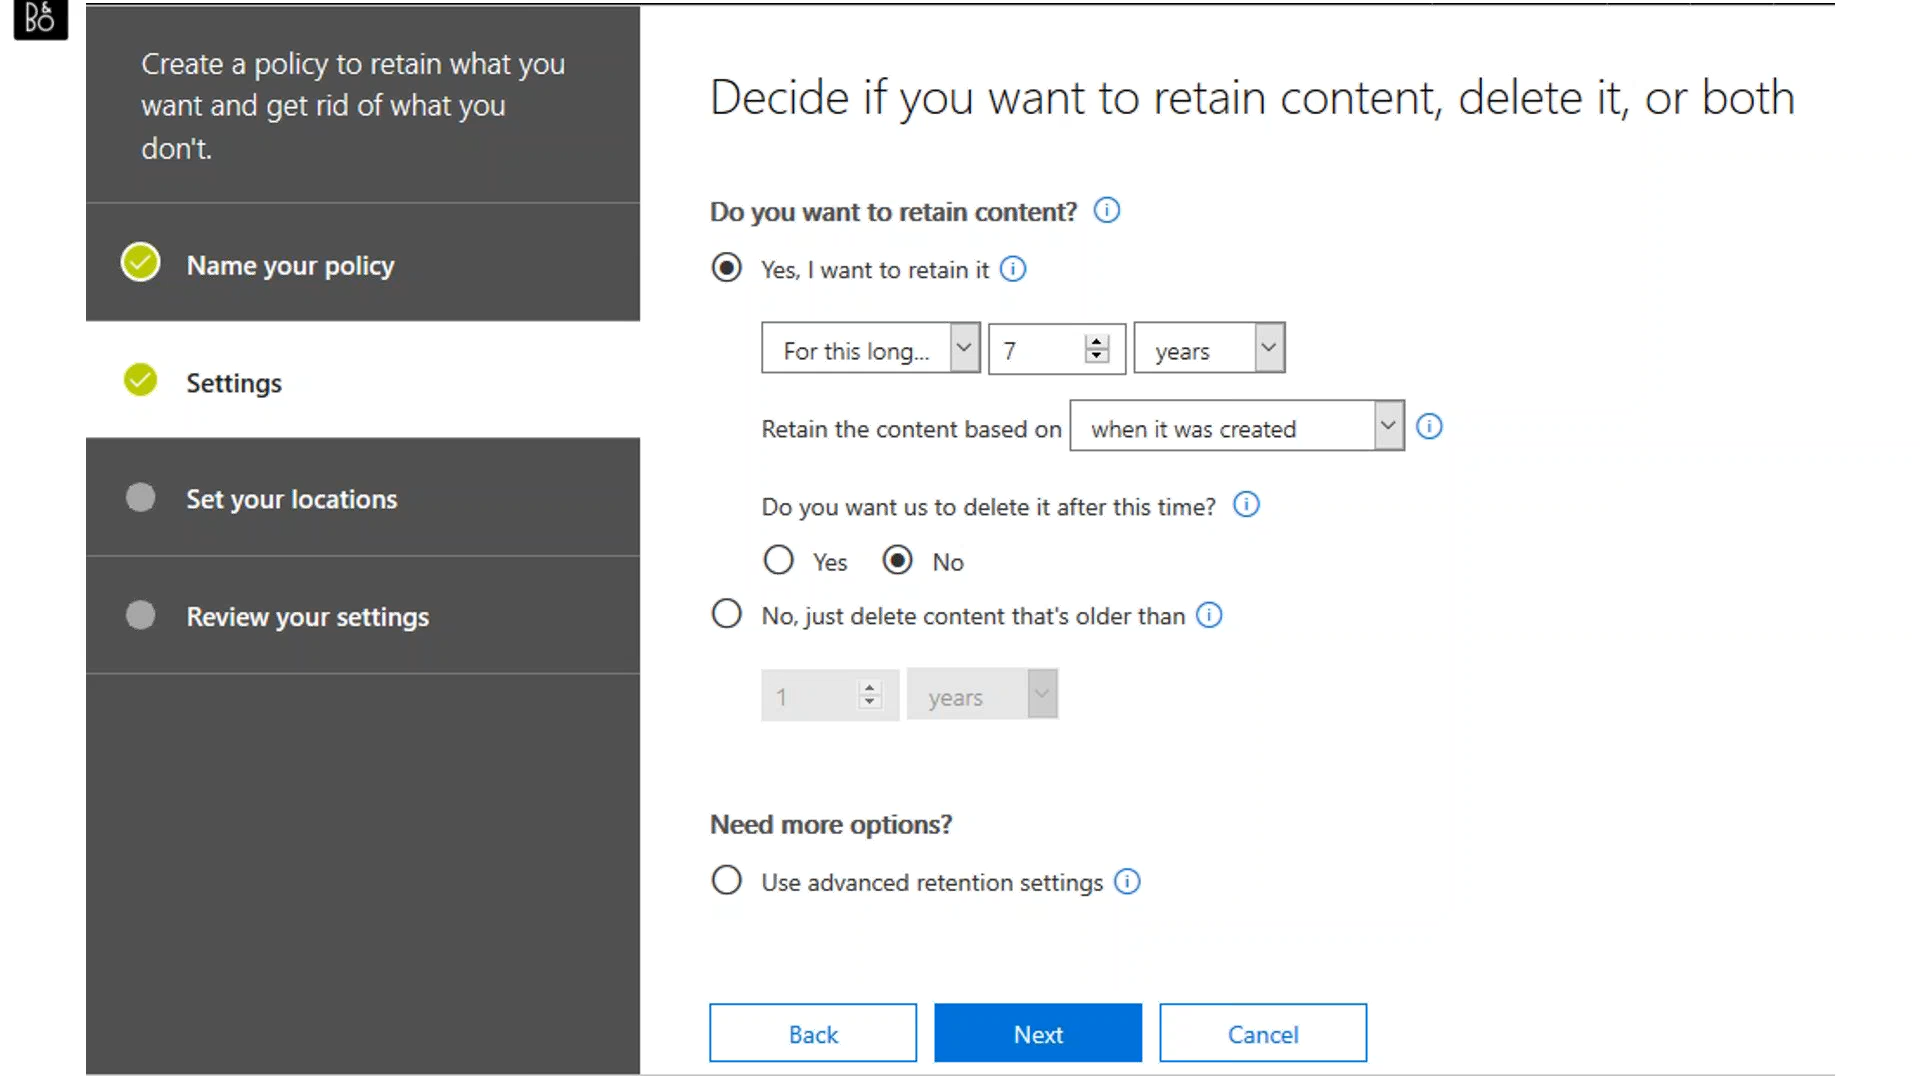 B&O
Create a policy to retain what you
want and get rid of what you
don't.
Name your policy
Settings
Set your locations
Review your settings
Decide if you want to retain content, delete it, or both
Do you want to retain content?
Yes, I want to retain it
For this long... 7 years
Retain the content based on when it was created
Do you want us to delete it after this time?
Yes No
No, just delete content that's older than
1 years
Need more options?
Use advanced retention settings
Back Next Cancel